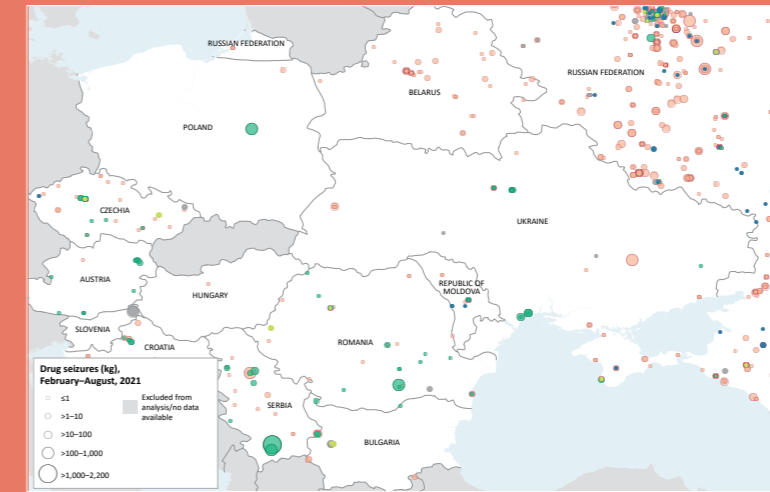 RUSSIAN FEDERATION
RUSSIAN FEDERATION
BELARUS
POLAND
CZECHIA
UKRAINE
AUSTRIA
HUNGARY
REPUBLIC OF
MOLDOVA
SLOVENIA
CROATIA
ROMANIA
SERBIA
BULGARIA
Drug seizures (kg),
February–August, 2021
≤1
>1–10
>10–100
>100–1,000
>1,000–2,200
Excluded from
analysis/no data
available